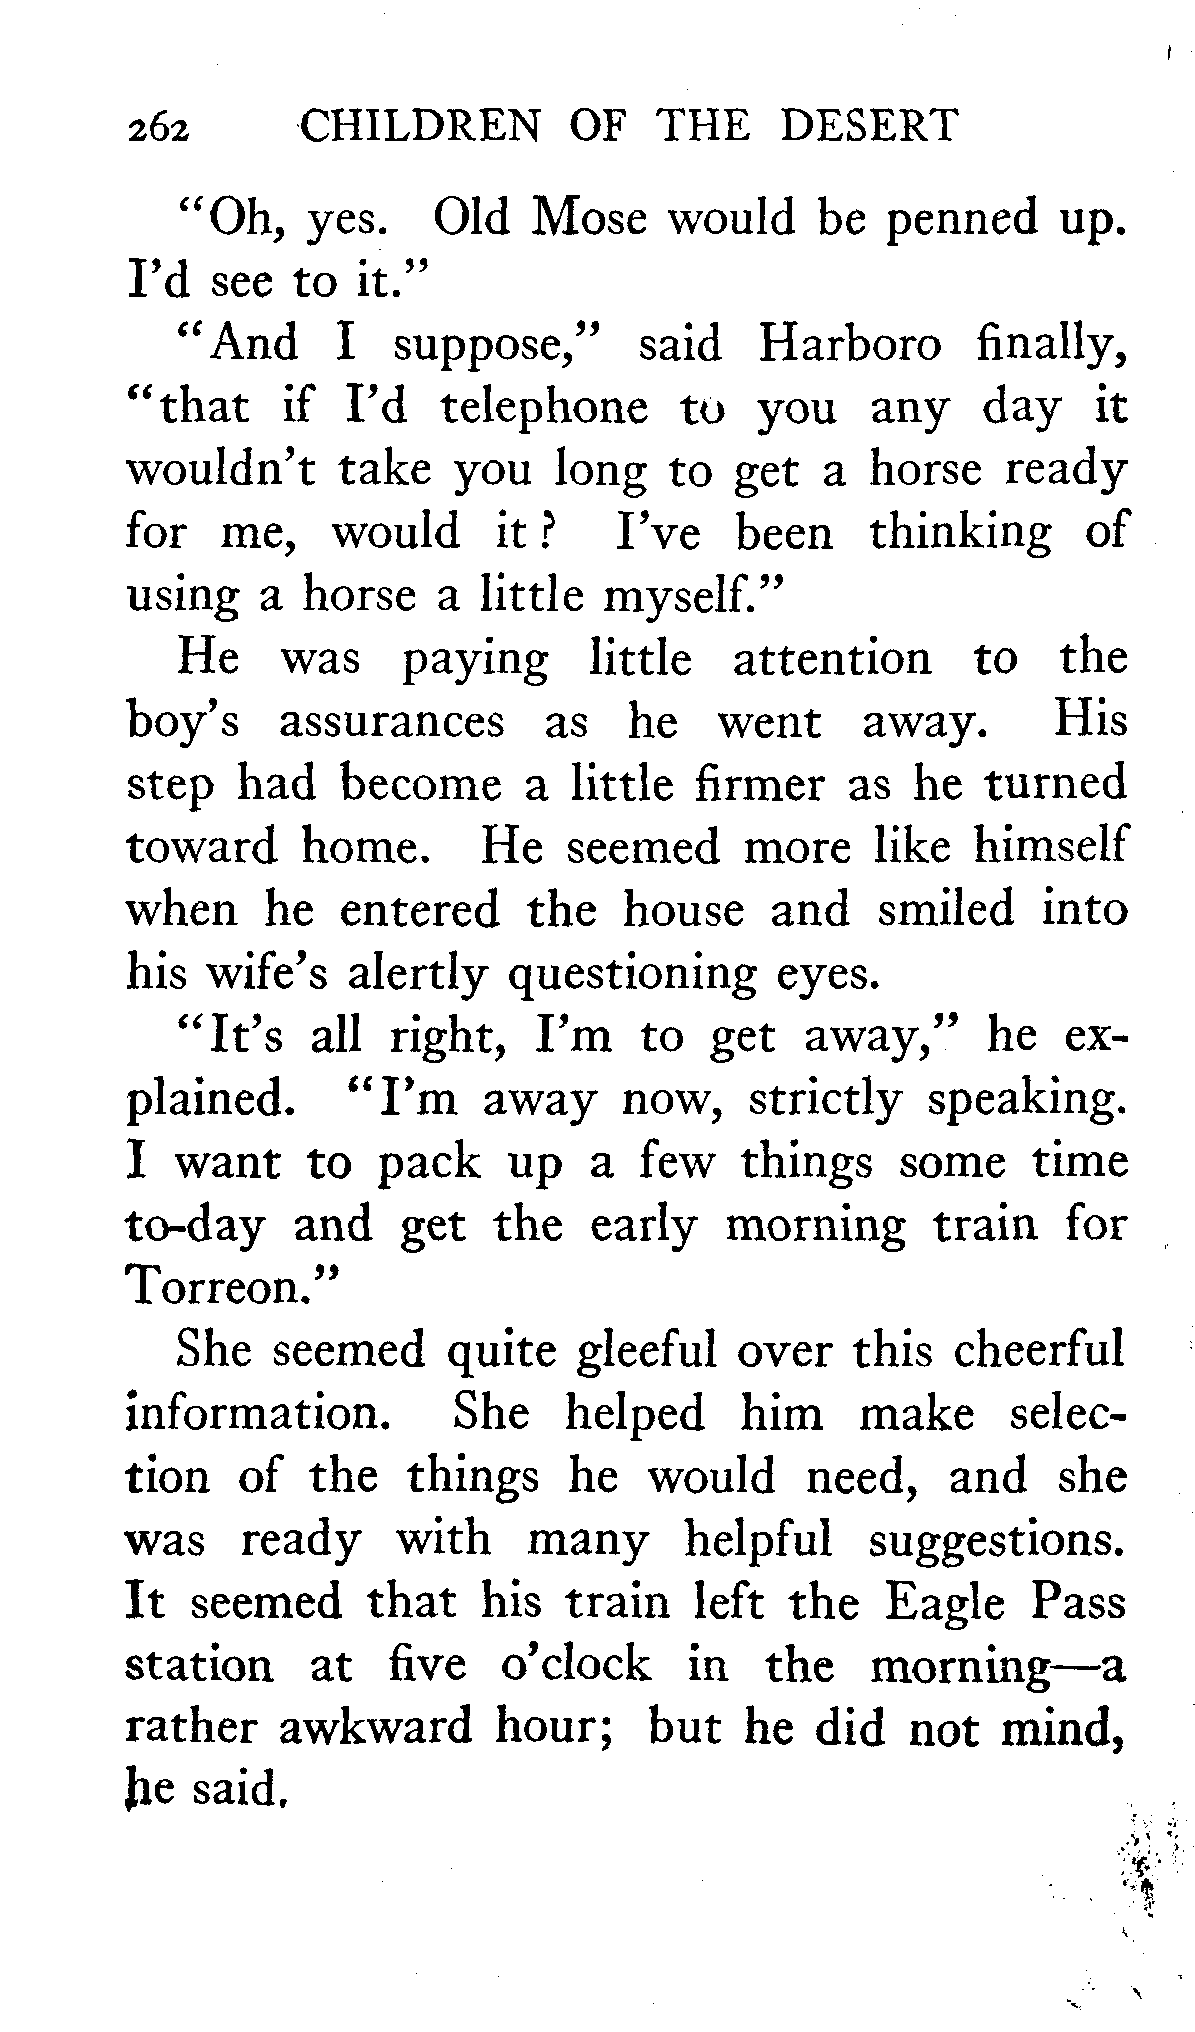 262 CHILDREN OF THE DESERT
"Oh, yes. Old Mose would be penned up.
I'd see to it."
"And I suppose," said Harboro finally,
"that if I'd telephone to you any day it
wouldn't take you long to get a horse ready
for me, would it? I've been thinking of
using a horse a little myself."
He was paying little attention to the
boy's assurances as he went away. His
step had become a little firmer as he turned
toward home. He seemed more like himself
when he entered the house and smiled into
his wife's alertly questioning eyes.
"It's all right, I'm to get away," he ex-
plained. "I'm away now, strictly speaking.
I want to pack up a few things some time
to-day and get the early morning train for
Torreon."
She seemed quite gleeful over this cheerful
information. She helped him make selec-
tion of the things he would need, and she
was ready with many helpful suggestions.
It seemed that his train left the Eagle Pass
station at five o'clock in the morning—a
rather awkward hour; but he did not mind,
he said.